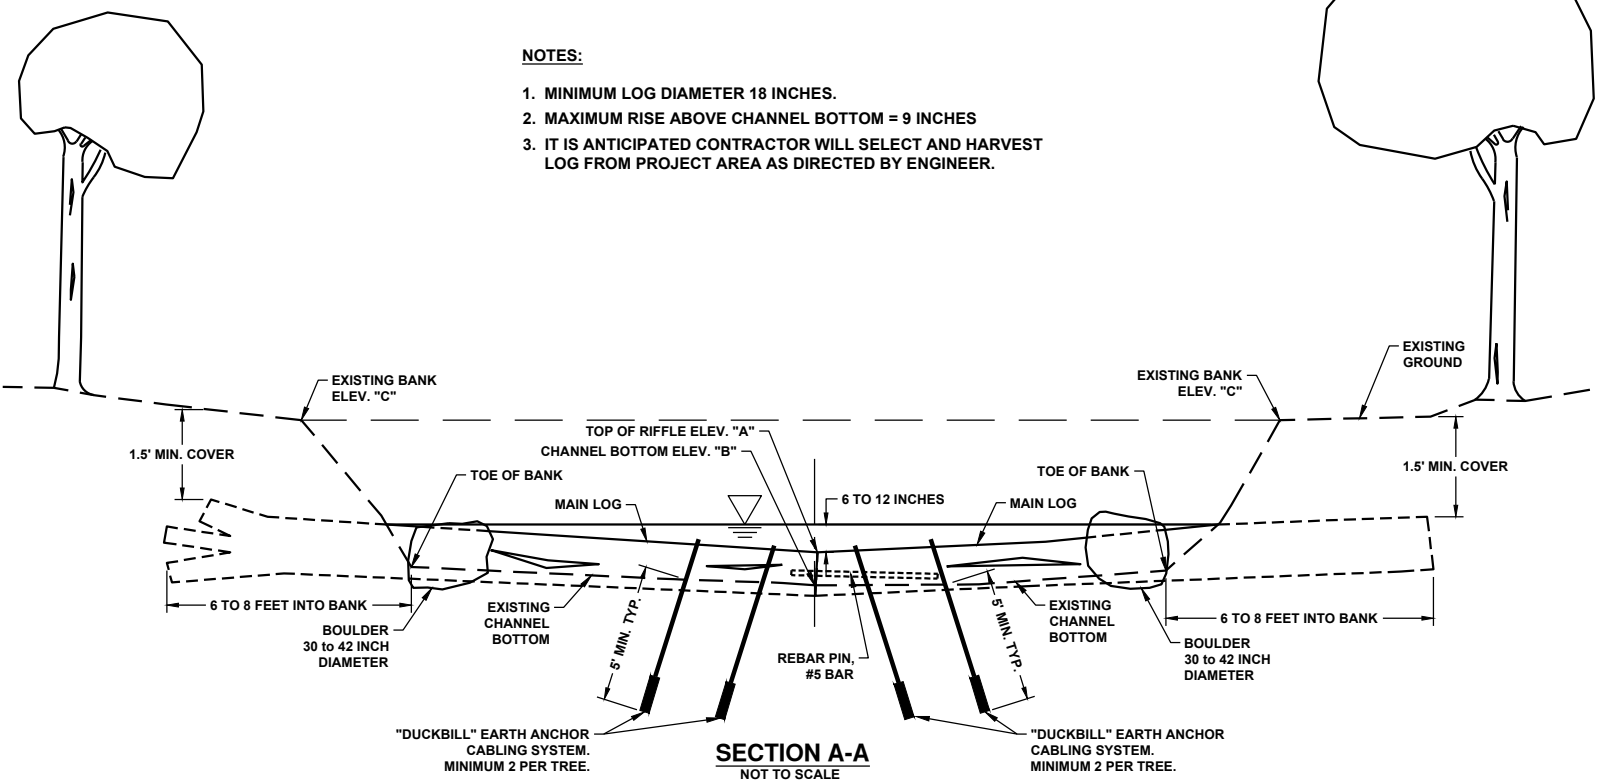 NOTES:
1. MINIMUM LOG DIAMETER 18 INCHES.
2. MAXIMUM RISE ABOVE CHANNEL BOTTOM = 9 INCHES
3. IT IS ANTICIPATED CONTRACTOR WILL SELECT AND HARVEST
LOG FROM PROJECT AREA AS DIRECTED BY ENGINEER.
EXISTING
GROUND
EXISTING BANK
ELEV. "C"
EXISTING BANK
ELEV. "C"
TOP OF RIFFLE ELEV. "A"
CHANNEL BOTTOM ELEV. "B"
1.5' MIN. COVER
1.5' MIN. COVER
TOE OF BANK
TOE OF BANK
MAIN LOG
6 TO 12 INCHES
MAIN LOG
6 TO 8 FEET INTO BANK
EXISTING
CHANNEL
BOTTOM
5' MIN. TYP.
5' MIN. TYP.
EXISTING
CHANNEL
BOTTOM
6 TO 8 FEET INTO BANK
BOULDER
30 to 42 INCH
DIAMETER
REBAR PIN,
#5 BAR
BOULDER
30 to 42 INCH
DIAMETER
"DUCKBILL" EARTH ANCHOR
CABLING SYSTEM.
MINIMUM 2 PER TREE.
"DUCKBILL" EARTH ANCHOR
CABLING SYSTEM.
MINIMUM 2 PER TREE.
SECTION A-A
NOT TO SCALE